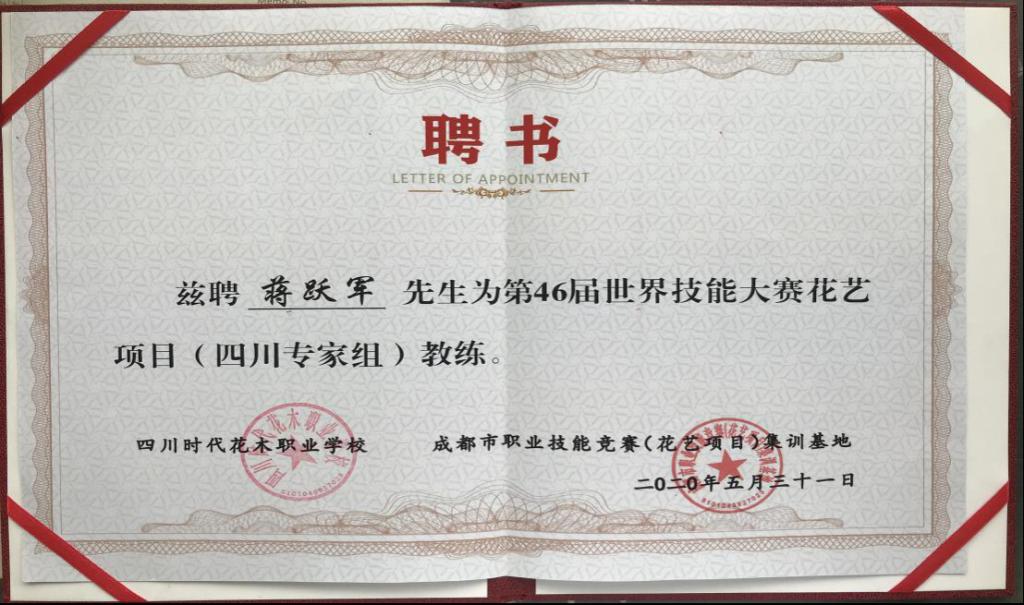 聘书
LETTER OF APPOINTMENT
兹聘 蒋跃军 先生为第46届世界技能大赛花艺
项目（四川专家组）教练。
四川时代花木职业学校
成都市职业技能竞赛(花艺项目)集训基地
二〇二〇年五月三十一日